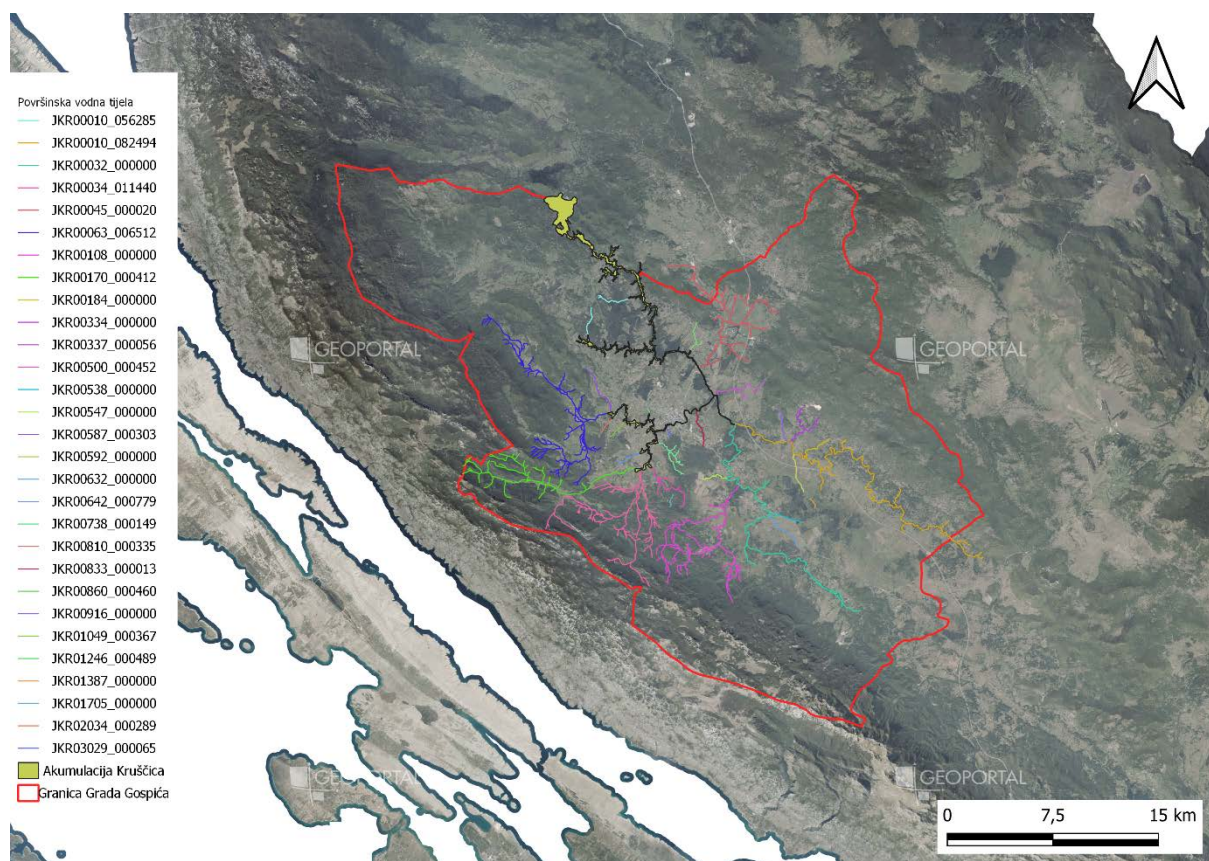 Površinska vodna tijela
JKR00010_056285
JKR00010_082494
JKR00032_000000
JKR00034_011440
JKR00045_000020
JKR00063_006512
JKR00108_000000
JKR00170_000412
JKR00184_000000
JKR00334_000000
JKR00337_000056
JKR00500_000452
JKR00538_000000
JKR00547_000000
JKR00587_000303
JKR00592_000000
JKR00632_000000
JKR00642_000779
JKR00738_000149
JKR00810_000335
JKR00833_000013
JKR00860_000460
JKR00916_000000
JKR01049_000367
JKR01246_000489
JKR01387_000000
JKR01705_000000
JKR02034_000289
JKR03029_000065
Akumulacija Kruščica
Granica Grada Gospića
GEOPORTAL
GEOPORTAL
GEOPORTAL
GEOPORTAL
0 7,5 15 km